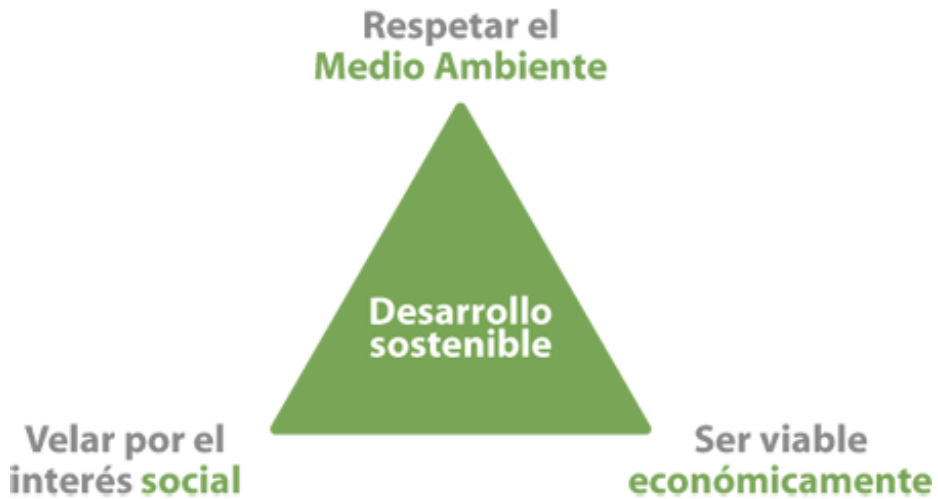 Respetar el
Medio Ambiente
Desarrollo
sostenible
Velar por el
interés social
Ser viable
económicamente